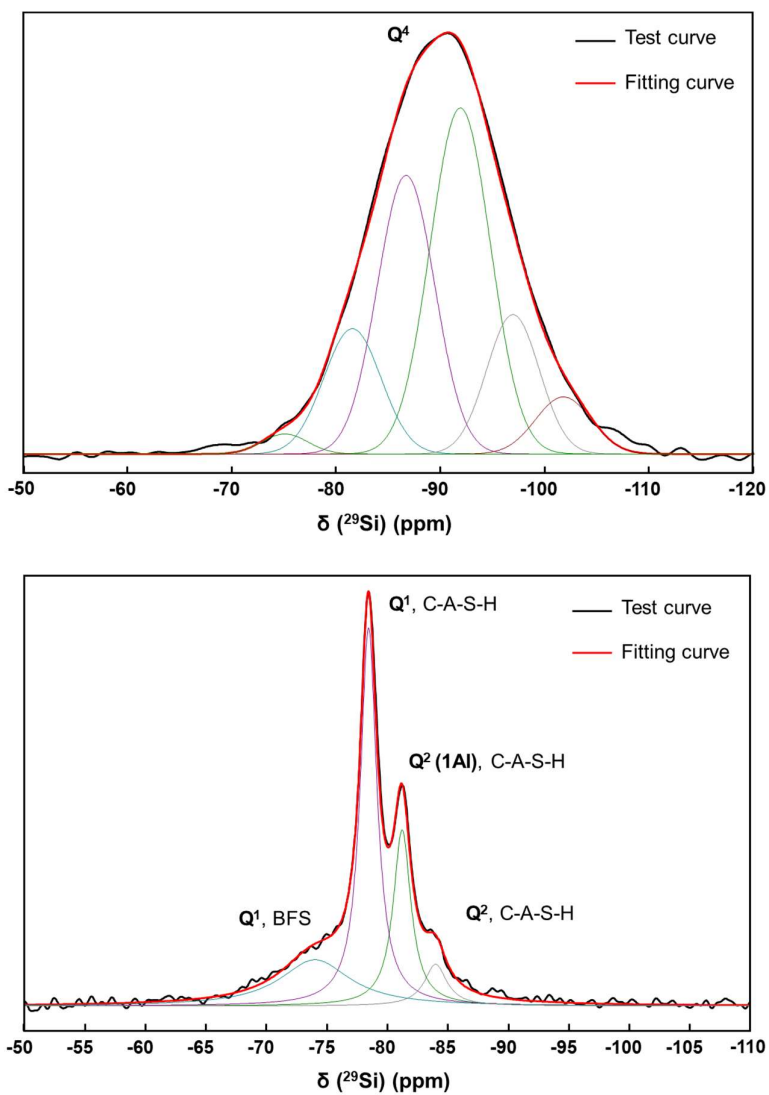 Q⁴
Test curve
Fitting curve
-50 -60 -70 -80 -90 -100 -110 -120
δ (²⁹Si) (ppm)
Q¹, C-A-S-H
Test curve
Fitting curve
Q² (1Al), C-A-S-H
Q¹, BFS
Q², C-A-S-H
-50 -55 -60 -65 -70 -75 -80 -85 -90 -95 -100 -105 -110
δ (²⁹Si) (ppm)